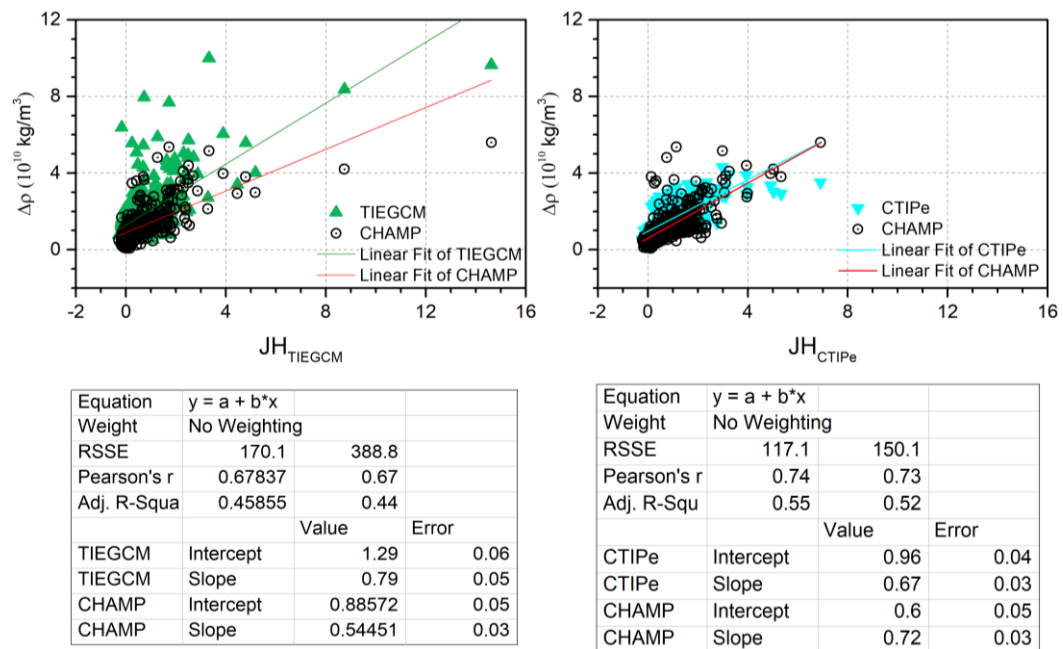 12
8
4
0
Δρ (10¹⁰ kg/m³)
TIEGCM
CHAMP
Linear Fit of TIEGCM
Linear Fit of CHAMP
-2 0 4 8 12 16
JH_TIEGCM
12
8
4
0
Δρ (10¹⁰ kg/m³)
CTIPe
CHAMP
Linear Fit of CTIPe
Linear Fit of CHAMP
-2 0 4 8 12 16
JH_CTIPe
Equation y = a + b*x
Weight No Weighting
RSSE 170.1 388.8
Pearson's r 0.67837 0.67
Adj. R-Squa 0.45855 0.44
Value Error
TIEGCM Intercept 1.29 0.06
TIEGCM Slope 0.79 0.05
CHAMP Intercept 0.88572 0.05
CHAMP Slope 0.54451 0.03
Equation y = a + b*x
Weight No Weighting
RSSE 117.1 150.1
Pearson's r 0.74 0.73
Adj. R-Squ 0.55 0.52
Value Error
CTIPe Intercept 0.96 0.04
CTIPe Slope 0.67 0.03
CHAMP Intercept 0.6 0.05
CHAMP Slope 0.72 0.03